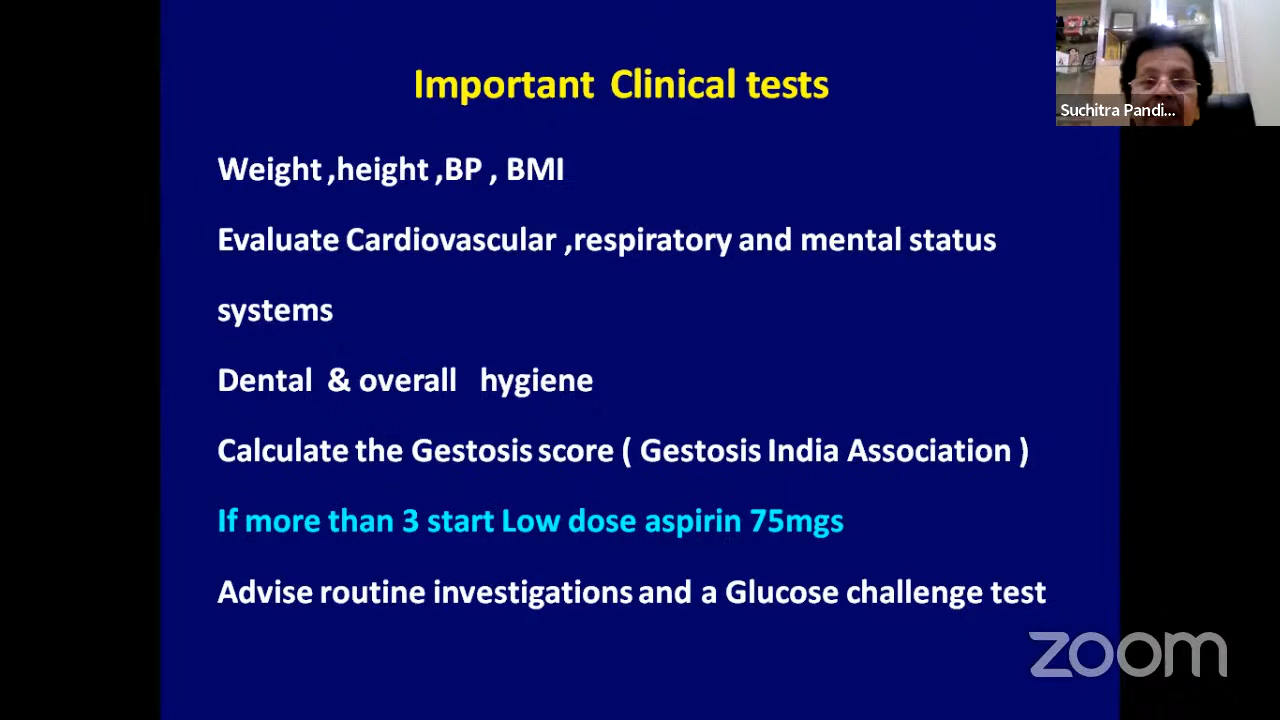 Important Clinical tests
Suchitra Pandi...
Weight ,height ,BP , BMI
Evaluate Cardiovascular ,respiratory and mental status
systems
Dental & overall hygiene
Calculate the Gestosis score ( Gestosis India Association )
If more than 3 start Low dose aspirin 75mgs
Advise routine investigations and a Glucose challenge test
zoom